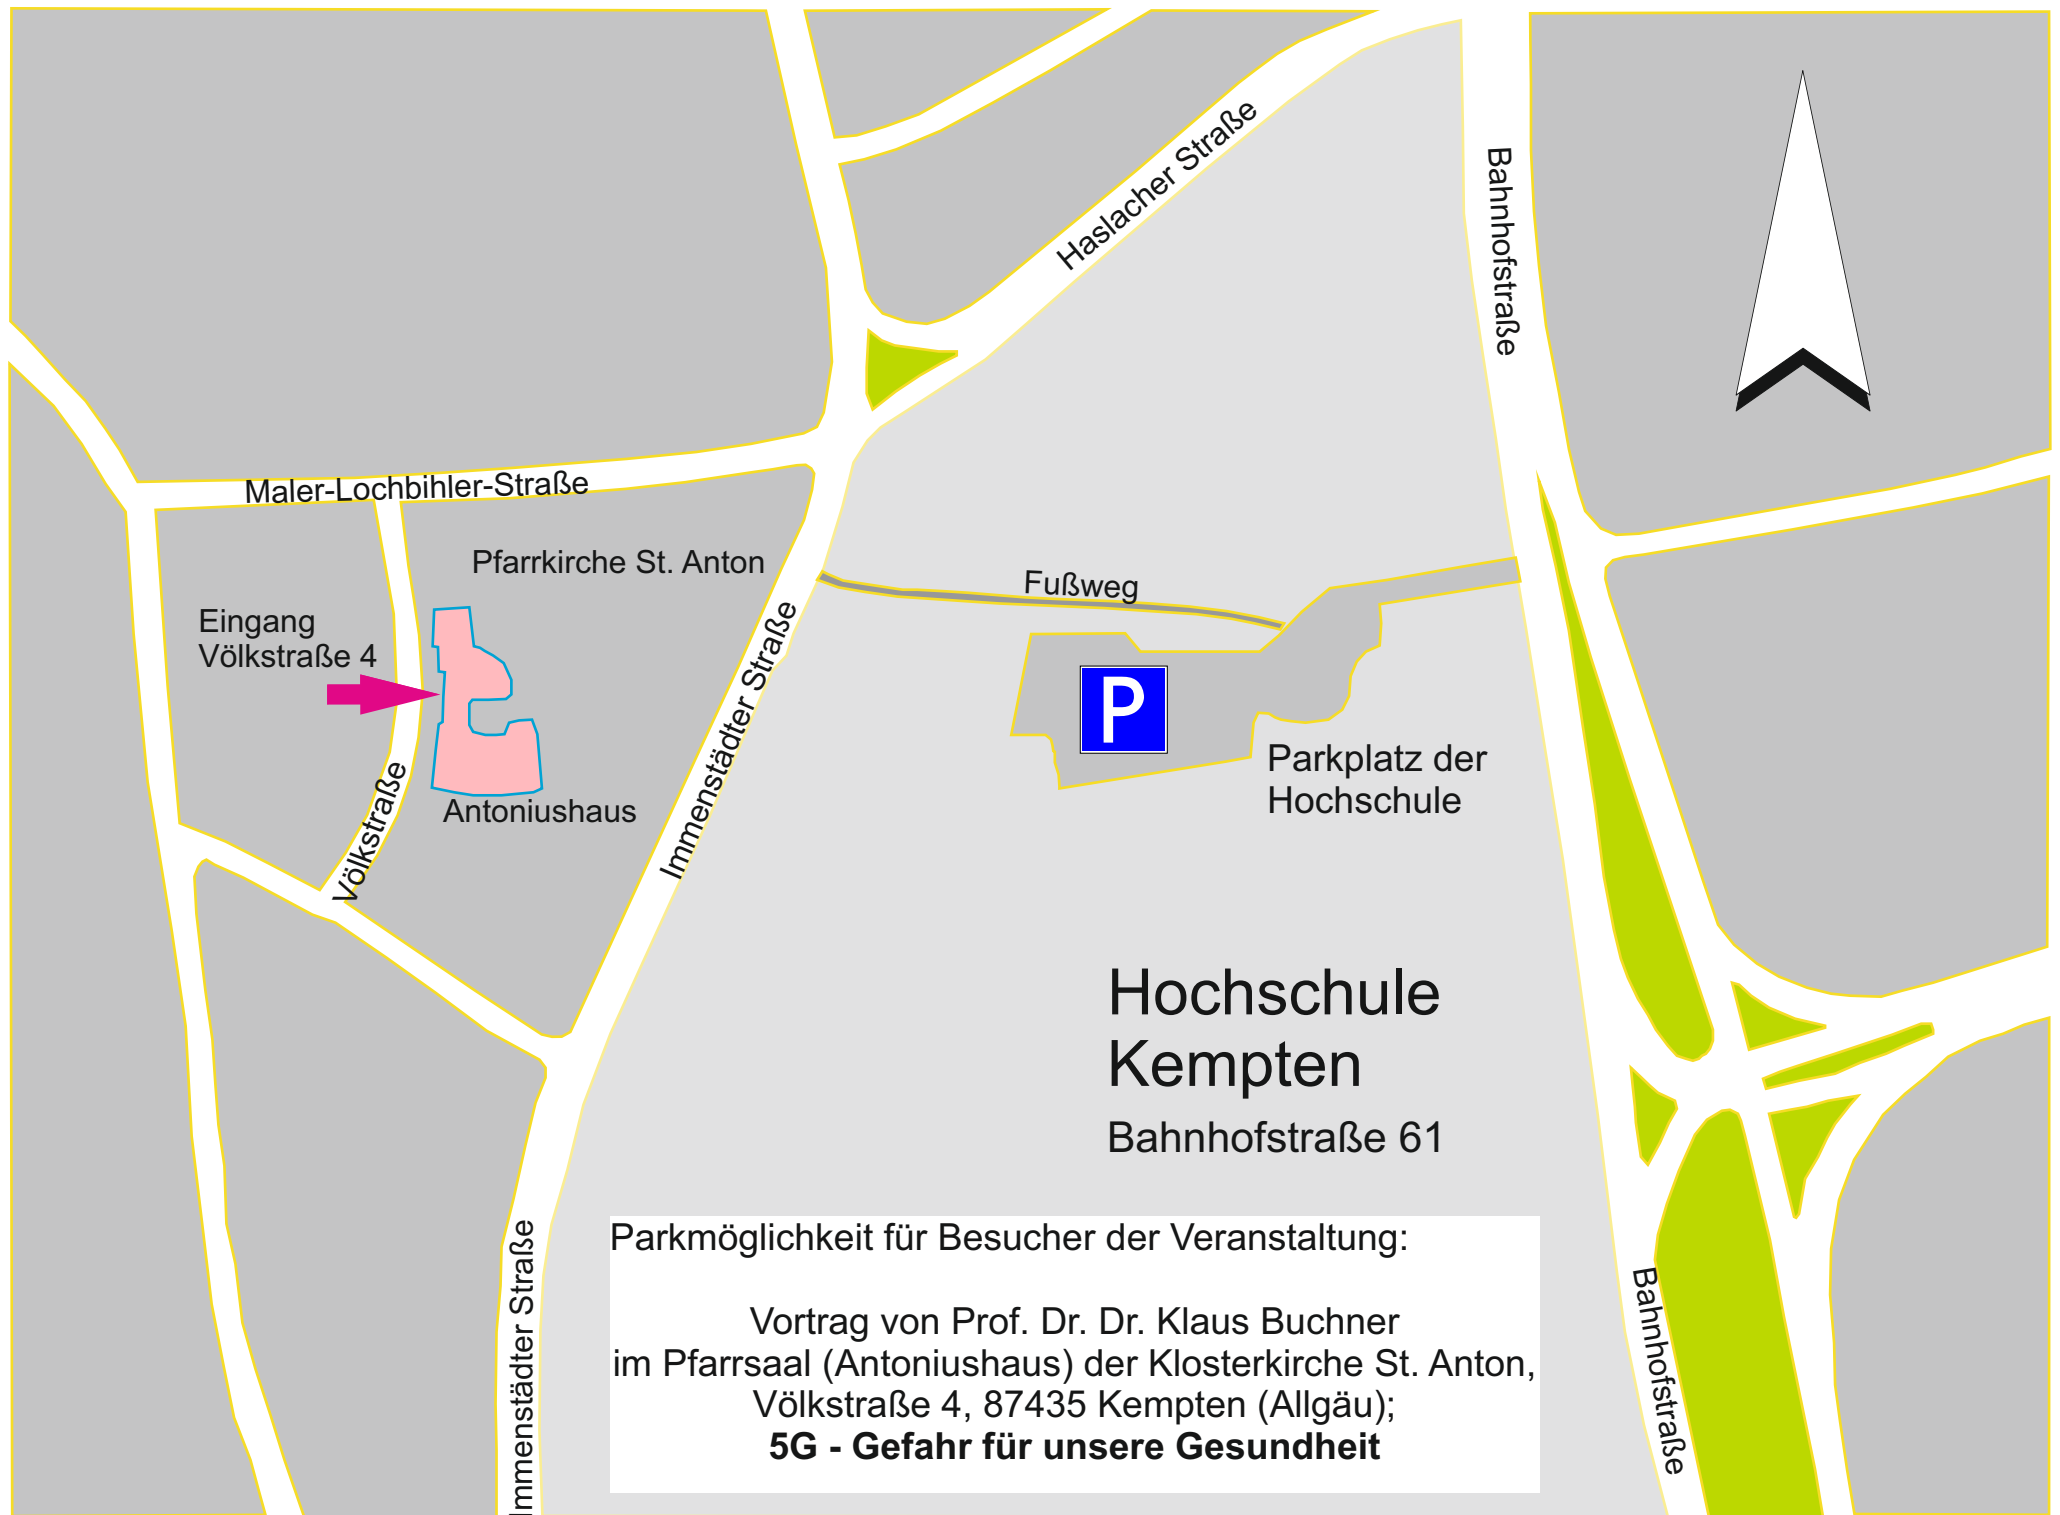 Haslacher Straße
Bahnhofstraße
Maler-Lochbihler-Straße
Pfarrkirche St. Anton
Fußweg
Eingang
Völkstraße 4
Immenstädter Straße
P
Parkplatz der
Hochschule
Völkstraße
Antoniushaus
Hochschule
Kempten
Bahnhofstraße 61
Immenstädter Straße
Bahnhofstraße
Parkmöglichkeit für Besucher der Veranstaltung:
Vortrag von Prof. Dr. Dr. Klaus Buchner
im Pfarrsaal (Antoniushaus) der Klosterkirche St. Anton,
Völkstraße 4, 87435 Kempten (Allgäu);
5G - Gefahr für unsere Gesundheit